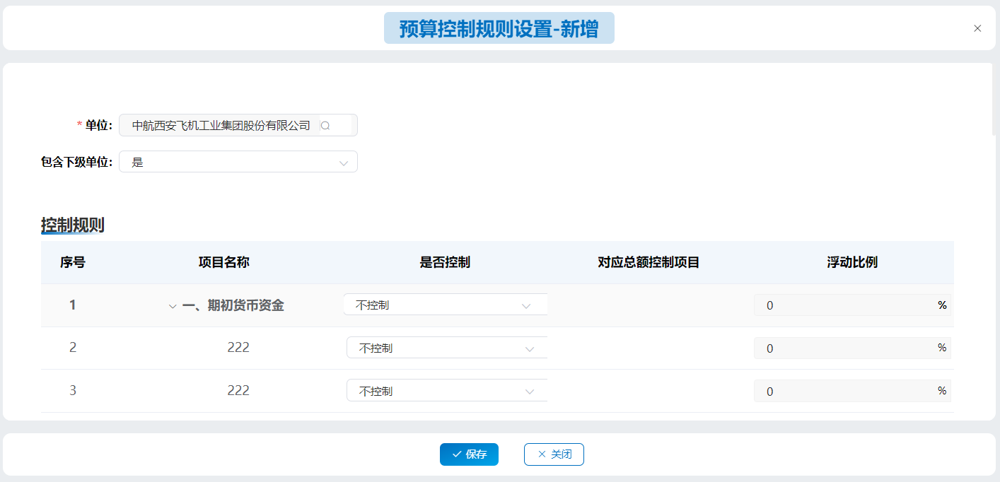 预算控制规则设置-新增
* 单位: 中航西安飞机工业集团股份有限公司
包含下级单位: 是
控制规则
序号 项目名称 是否控制 对应总额控制项目 浮动比例
1 一、期初货币资金 不控制 0 %
2 222 不控制 0 %
3 222 不控制 0 %
保存 关闭